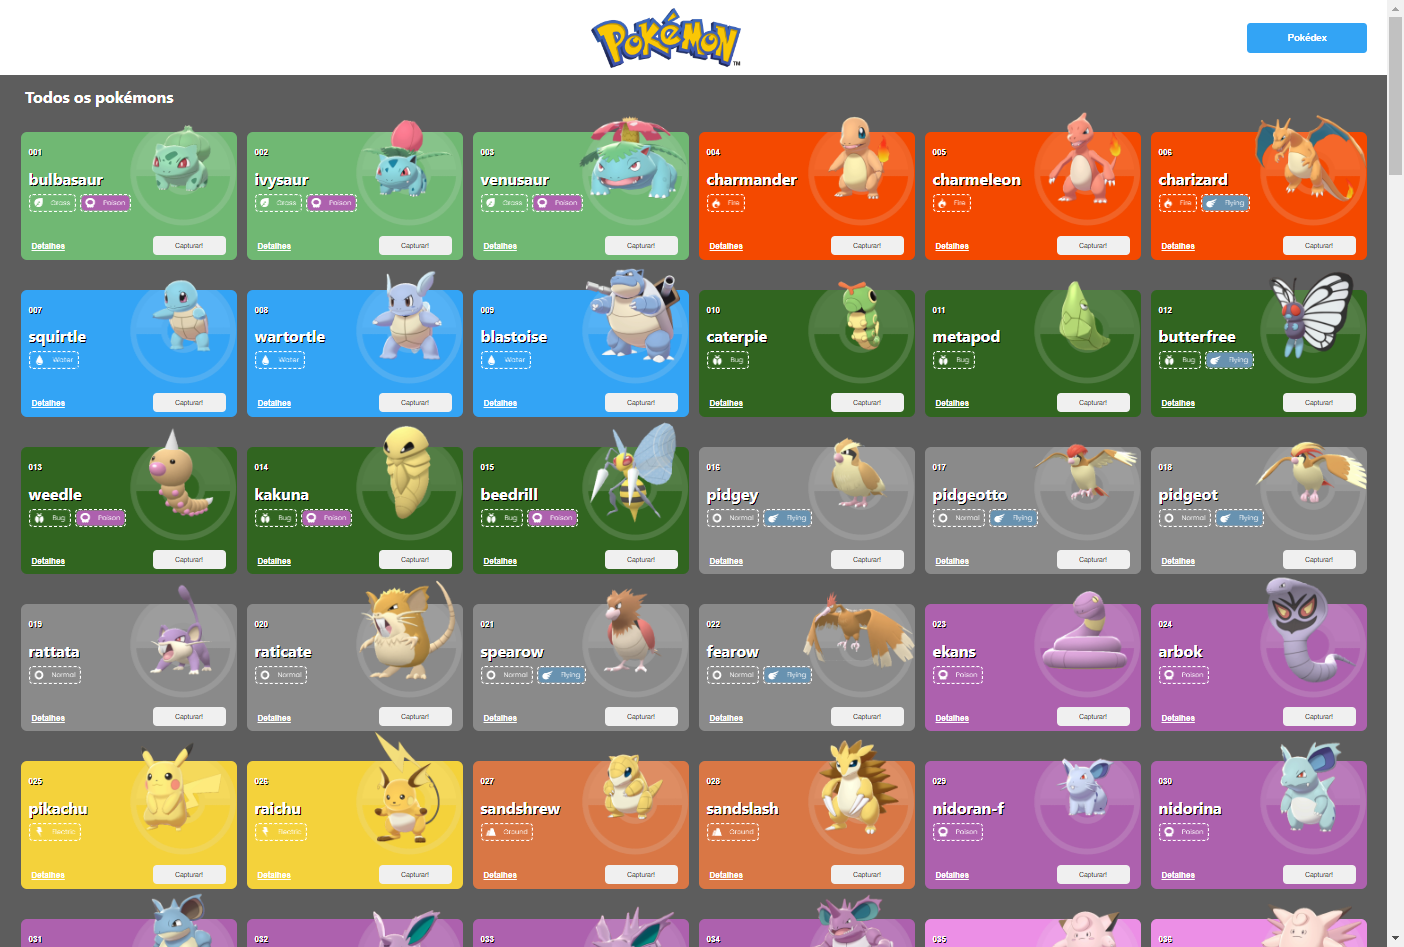 POKéMON™
Pokédex
Todos os pokémons
001
bulbasaur
Grass Poison
Detalhes Capturar!
002
ivysaur
Grass Poison
Detalhes Capturar!
003
venusaur
Grass Poison
Detalhes Capturar!
004
charmander
Fire
Detalhes Capturar!
005
charmeleon
Fire
Detalhes Capturar!
006
charizard
Fire Flying
Detalhes Capturar!
007
squirtle
Water
Detalhes Capturar!
008
wartortle
Water
Detalhes Capturar!
009
blastoise
Water
Detalhes Capturar!
010
caterpie
Bug
Detalhes Capturar!
011
metapod
Bug
Detalhes Capturar!
012
butterfree
Bug Flying
Detalhes Capturar!
013
weedle
Bug Poison
Detalhes Capturar!
014
kakuna
Bug Poison
Detalhes Capturar!
015
beedrill
Bug Poison
Detalhes Capturar!
016
pidgey
Normal Flying
Detalhes Capturar!
017
pidgeotto
Normal Flying
Detalhes Capturar!
018
pidgeot
Normal Flying
Detalhes Capturar!
019
rattata
Normal
Detalhes Capturar!
020
raticate
Normal
Detalhes Capturar!
021
spearow
Normal Flying
Detalhes Capturar!
022
fearow
Normal Flying
Detalhes Capturar!
023
ekans
Poison
Detalhes Capturar!
024
arbok
Poison
Detalhes Capturar!
025
pikachu
Electric
Detalhes Capturar!
026
raichu
Electric
Detalhes Capturar!
027
sandshrew
Ground
Detalhes Capturar!
028
sandslash
Ground
Detalhes Capturar!
029
nidoran-f
Poison
Detalhes Capturar!
030
nidorina
Poison
Detalhes Capturar!
031
032
033
034
035
036